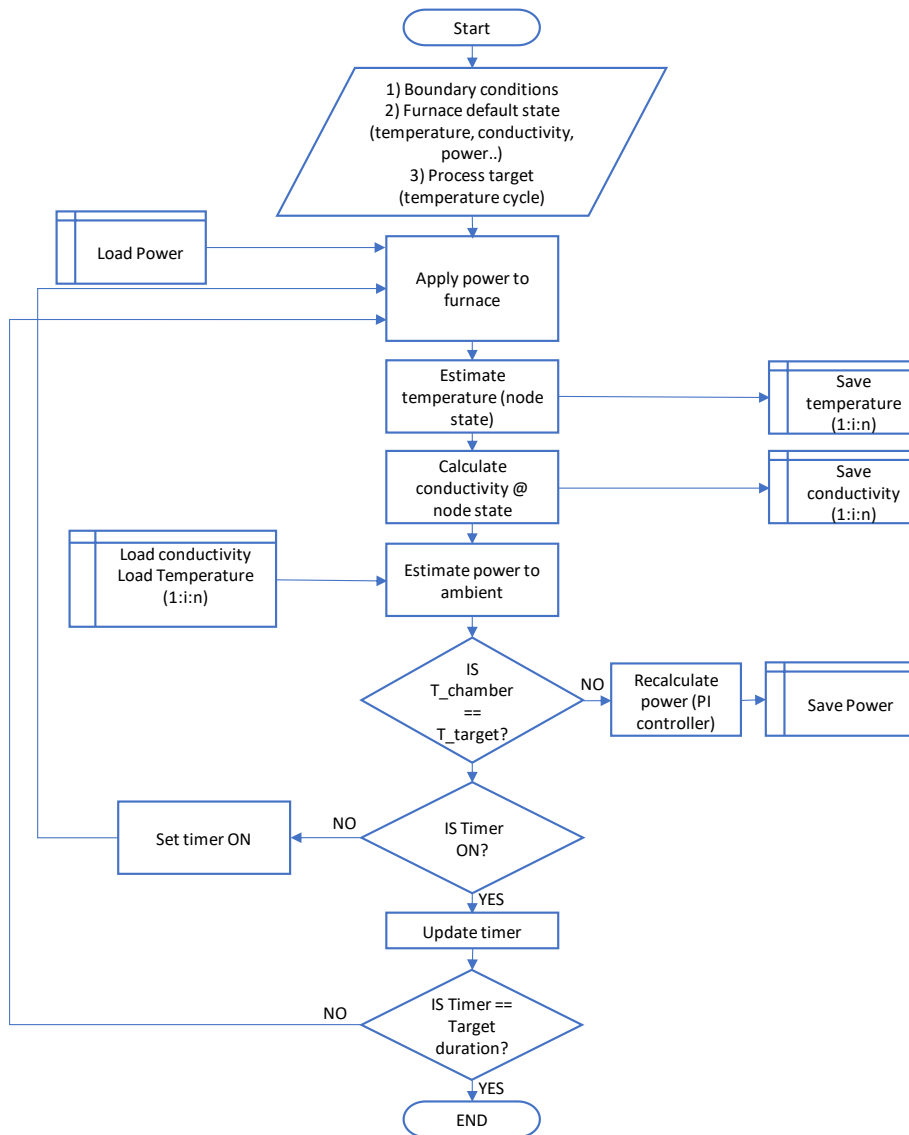 Start
1) Boundary conditions
2) Furnace default state
(temperature, conductivity,
power..)
3) Process target
(temperature cycle)
Load Power
Apply power to
furnace
Estimate
temperature (node
state)
Save
temperature
(1:i:n)
Calculate
conductivity @
node state
Save
conductivity
(1:i:n)
Load conductivity
Load Temperature
(1:i:n)
Estimate power to
ambient
IS
T_chamber
==
T_target?
NO
Recalculate
power (PI
controller)
Save Power
IS Timer
ON?
NO
Set timer ON
YES
Update timer
IS Timer ==
Target
duration?
NO
YES
END